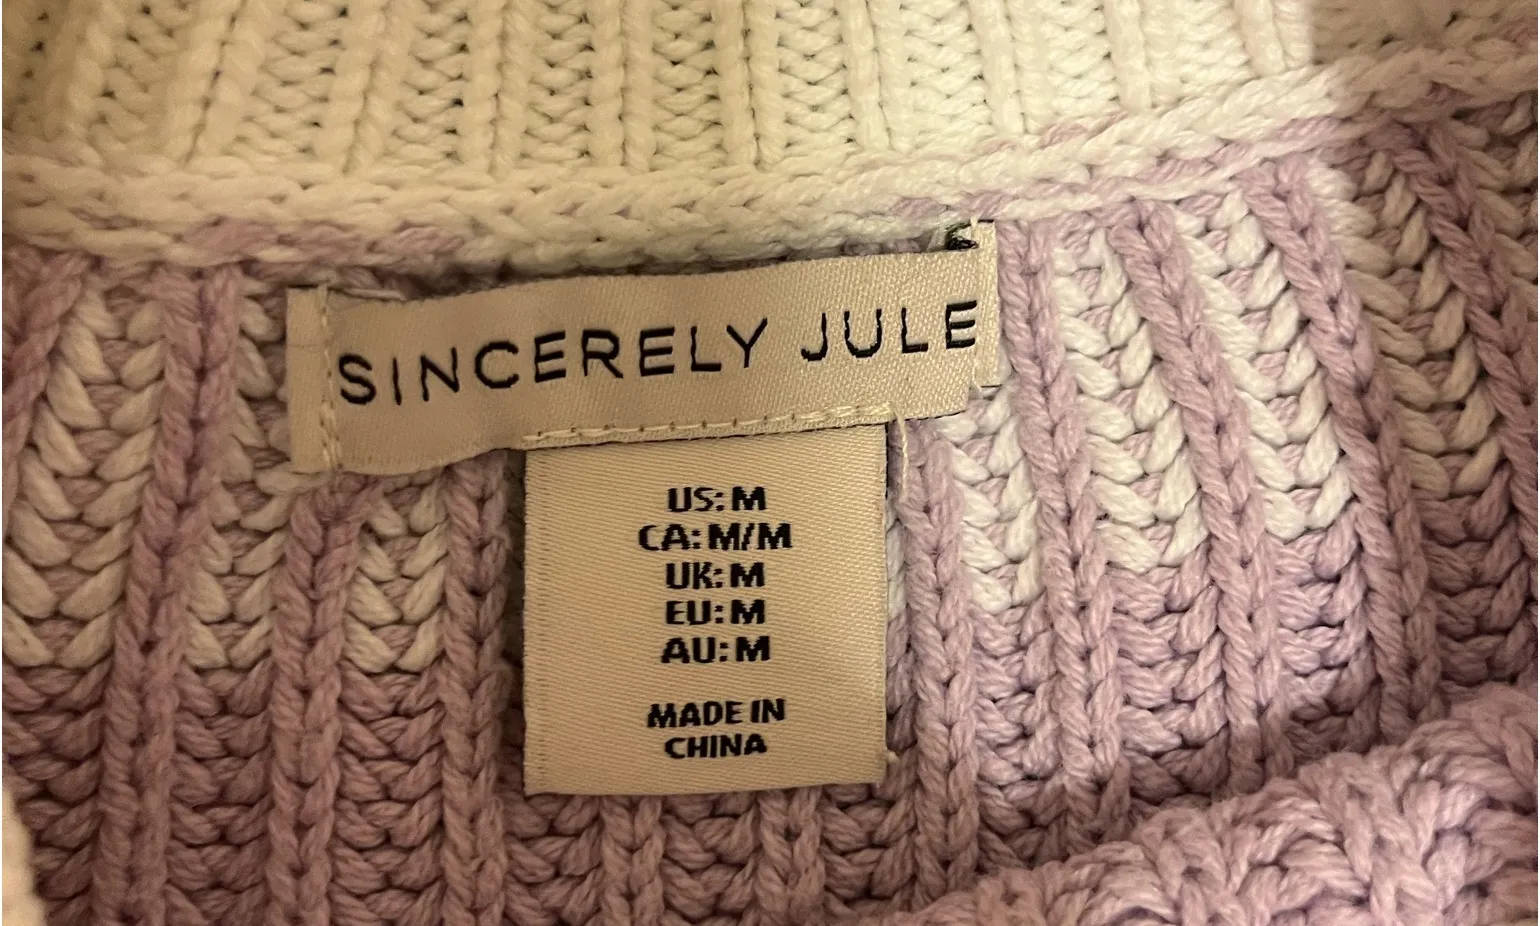 SINCERELY JULE
US: M
CA: M/M
UK: M
EU: M
AU: M
MADE IN
CHINA